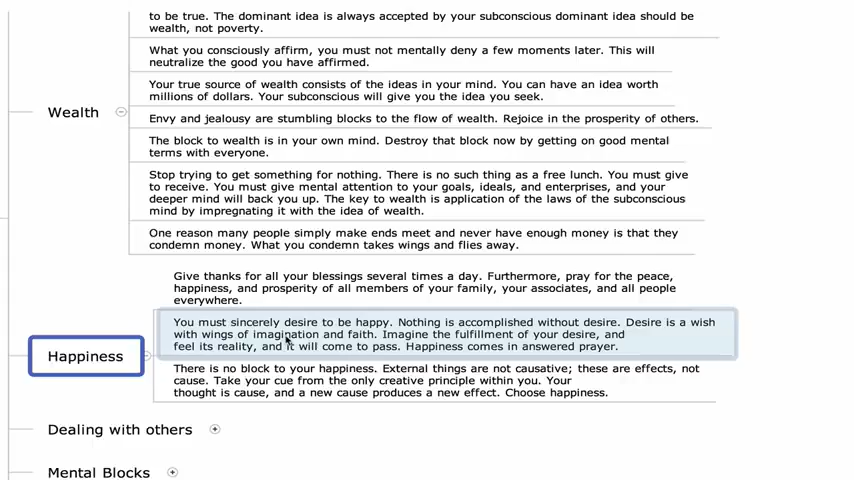 to be true. The dominant idea is always accepted by your subconscious dominant idea should be
wealth, not poverty.
What you consciously affirm, you must not mentally deny a few moments later. This will
neutralize the good you have affirmed.
Your true source of wealth consists of the ideas in your mind. You can have an idea worth
millions of dollars. Your subconscious will give you the idea you seek.
Wealth
Envy and jealousy are stumbling blocks to the flow of wealth. Rejoice in the prosperity of others.
The block to wealth is in your own mind. Destroy that block now by getting on good mental
terms with everyone.
Stop trying to get something for nothing. There is no such thing as a free lunch. You must give
to receive. You must give mental attention to your goals, ideals, and enterprises, and your
deeper mind will back you up. The key to wealth is application of the laws of the subconscious
mind by impregnating it with the idea of wealth.
One reason many people simply make ends meet and never have enough money is that they
condemn money. What you condemn takes wings and flies away.
Give thanks for all your blessings several times a day. Furthermore, pray for the peace,
happiness, and prosperity of all members of your family, your associates, and all people
everywhere.
You must sincerely desire to be happy. Nothing is accomplished without desire. Desire is a wish
with wings of imagination and faith. Imagine the fulfillment of your desire, and
feel its reality, and it will come to pass. Happiness comes in answered prayer.
Happiness
There is no block to your happiness. External things are not causative; these are effects, not
cause. Take your cue from the only creative principle within you. Your
thought is cause, and a new cause produces a new effect. Choose happiness.
Dealing with others
Mental Blocks